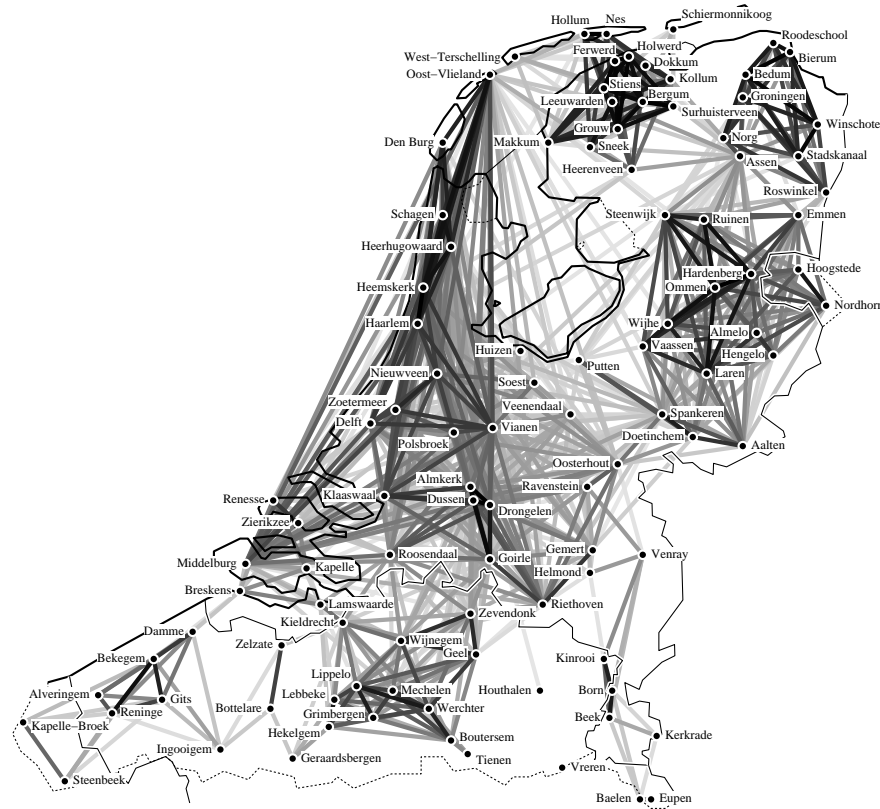 Schiermonnikoog
Hollum
Nes
Roodeschool
West−Terschelling
Ferwerd
Holwerd
Bierum
Oost−Vlieland
Dokkum
Kollum
Bedum
Stiens
Bergum
Groningen
Leeuwarden
Surhuisterveen
Winschote
Grouw
Norg
Den Burg
Makkum
Sneek
Assen
Stadskanaal
Heerenveen
Roswinkel
Schagen
Steenwijk
Ruinen
Emmen
Heerhugowaard
Hardenberg
Hoogstede
Heemskerk
Ommen
Nordhorn
Haarlem
Wijhe
Almelo
Huizen
Vaassen
Hengelo
Putten
Nieuwveen
Soest
Laren
Zoetermeer
Veenendaal
Spankeren
Delft
Vianen
Polsbroek
Doetinchem
Aalten
Oosterhout
Almkerk
Ravenstein
Renesse
Klaaswaal
Dussen
Drongelen
Zierikzee
Middelburg
Kapelle
Roosendaal
Goirle
Gemert
Venray
Helmond
Breskens
Lamswaarde
Riethoven
Kieldrecht
Zevendonk
Damme
Zelzate
Wijnegem
Bekegem
Geel
Kinrooi
Lippelo
Alveringem
Gits
Lebbeke
Mechelen
Houthalen
Born
Reninge
Bottelare
Grimbergen
Werchter
Beek
Kapelle−Broek
Hekelgem
Kerkrade
Ingooigem
Boutersem
Geraardsbergen
Tienen
Vreren
Steenbeek
Baelen
Eupen